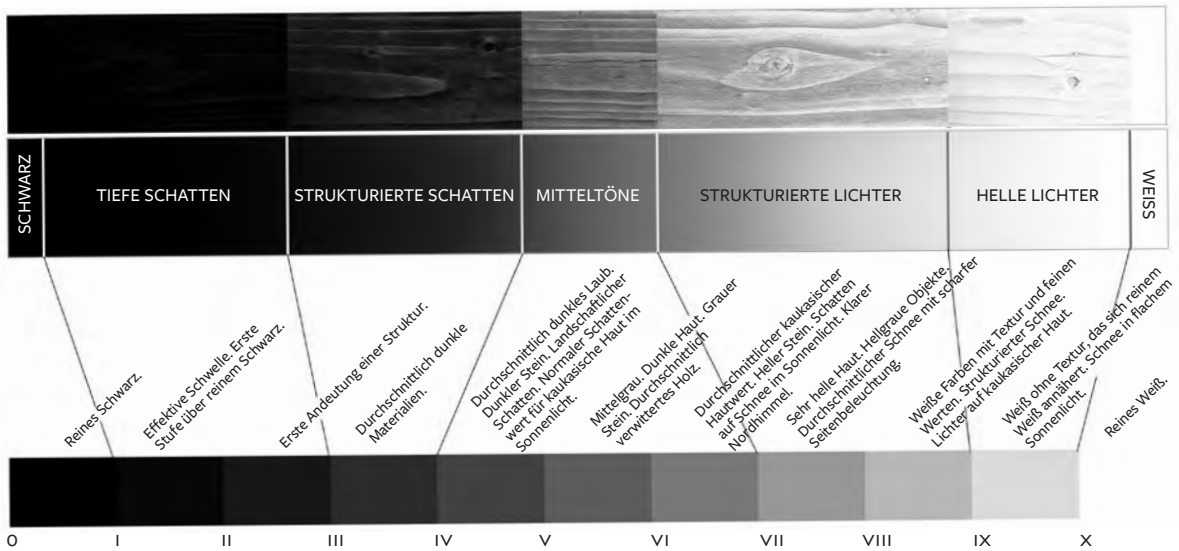 SCHWARZ
TIEFE SCHATTEN
STRUKTURIERTE SCHATTEN
MITTELTÖNE
STRUKTURIERTE LICHTER
HELLE LICHTER
WEISS
Reines Schwarz.
Effektive Schwelle. Erste
Stufe über reinem Schwarz.
Erste Andeutung einer Struktur.
Durchschnittlich dunkle
Materialien.
Durchschnittlich dunkles Laub.
Dunkler Stein. Landschaftlicher
Schatten. Normaler Schatten-
wert für kaukasische Haut im
Sonnenlicht.
Mittelgrau. Dunkle Haut. Grauer
Stein. Durchschnittlich
verwittertes Holz.
Durchschnittlicher kaukasischer
Hautwert. Heller Stein. Schatten
auf Schnee im Sonnenlicht. Klarer
Nordhimmel.
Sehr helle Haut. Hellgraue Objekte.
Durchschnittlicher Schnee mit scharfer
Seitenbeleuchtung.
Weiße Farben mit Textur und feinen
Werten. Strukturierter Schnee.
Lichter auf kaukasischer Haut.
Weiß ohne Textur, das sich reinem
Weiß annähert. Schnee in flachem
Sonnenlicht.
Reines Weiß.
0 I II III IV V VI VII VIII IX X